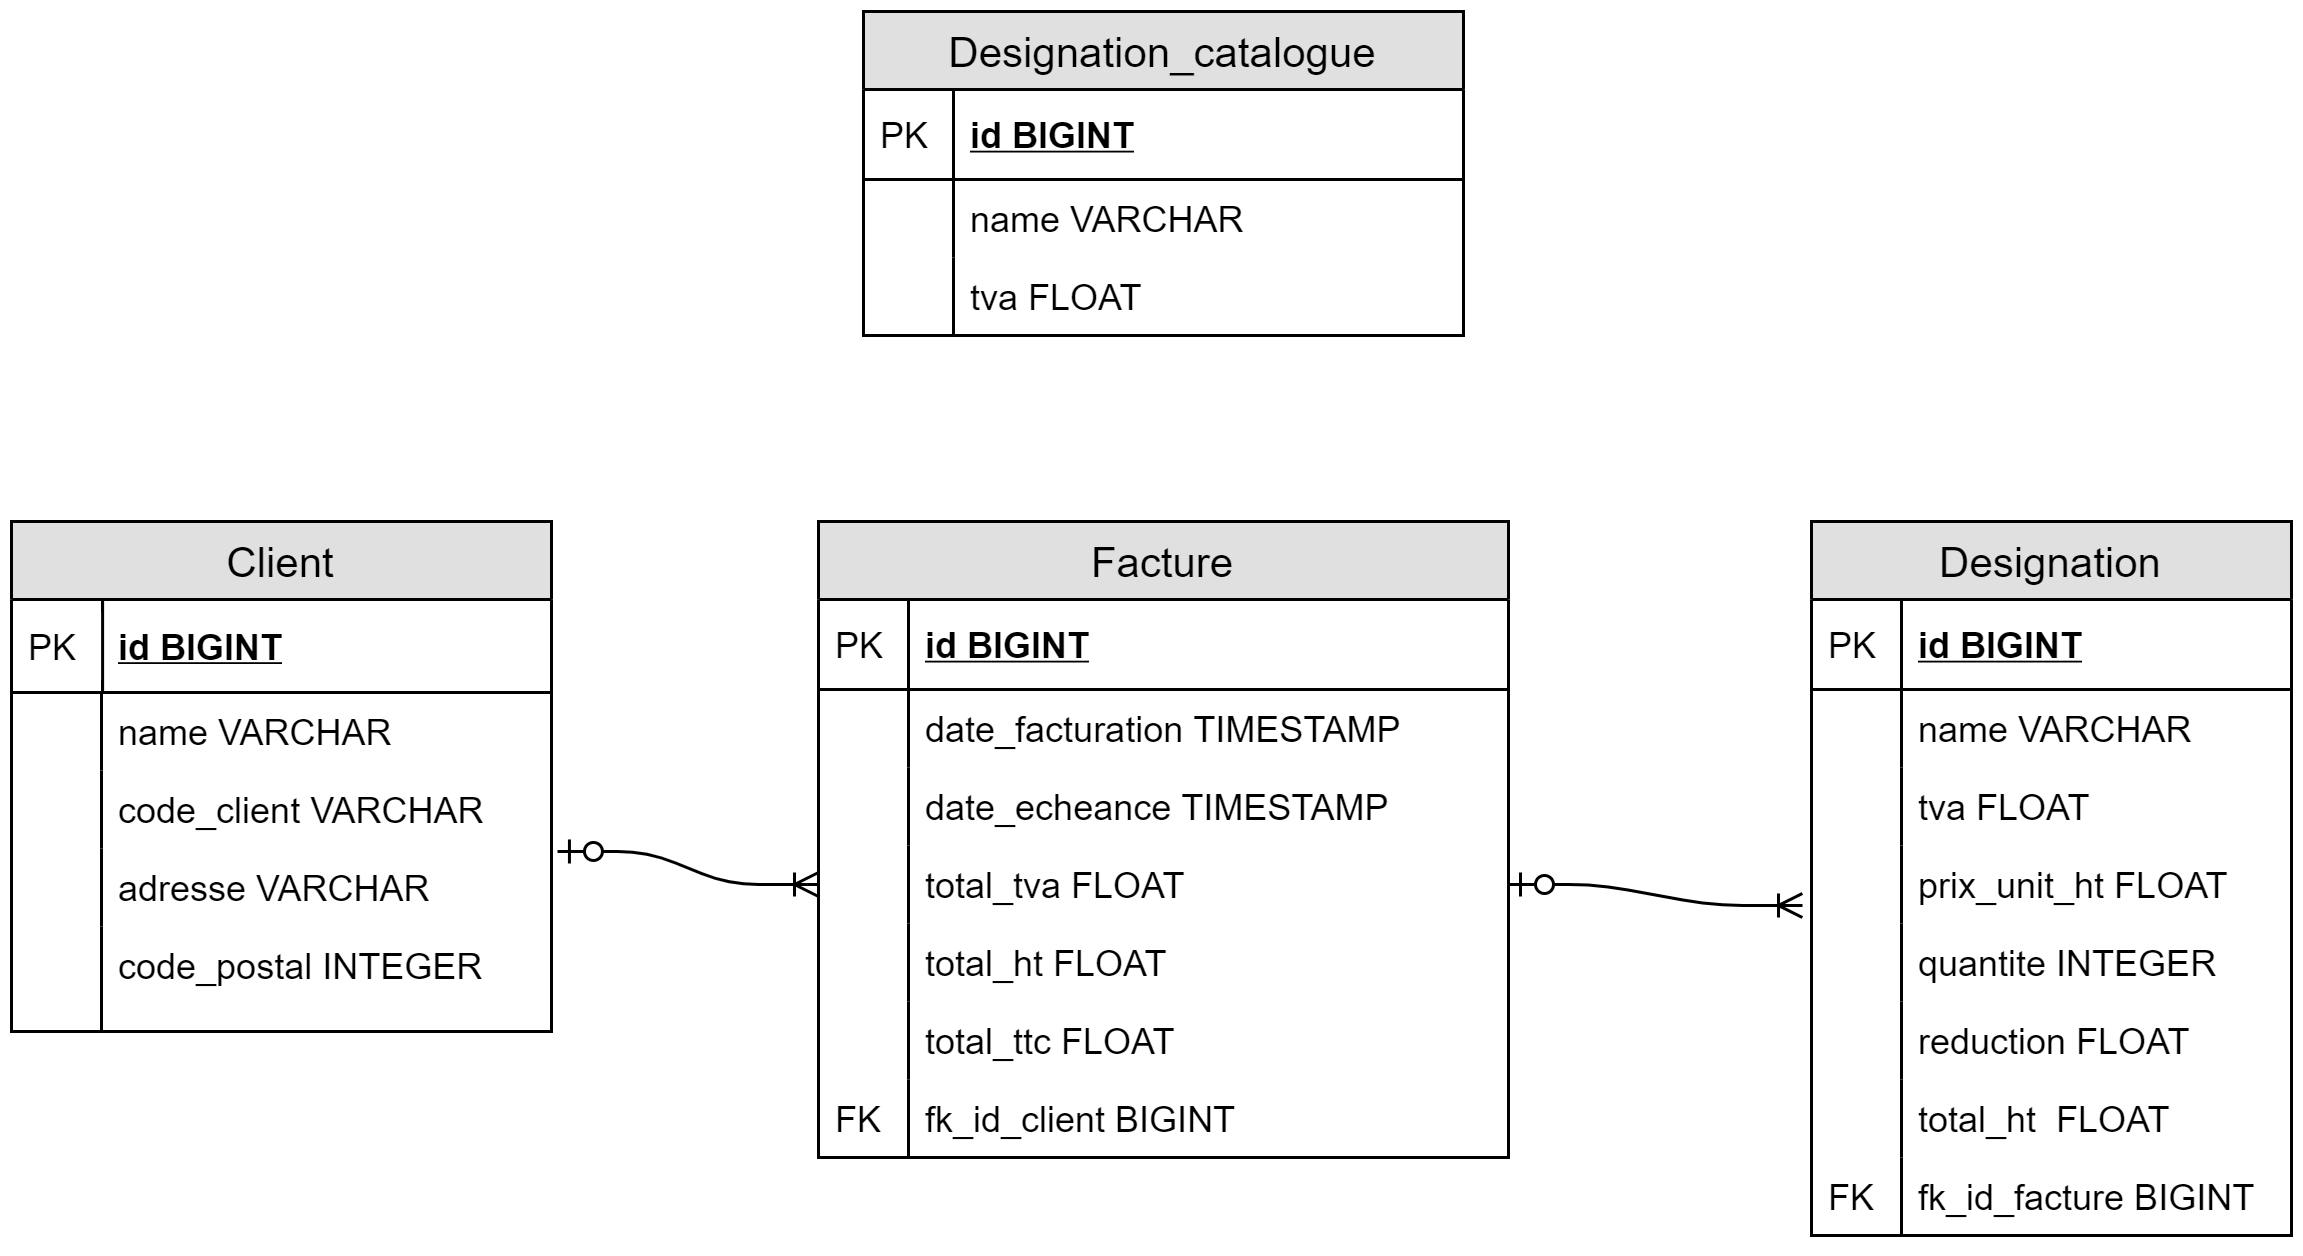 Designation_catalogue
PK id BIGINT
name VARCHAR
tva FLOAT
Client
PK id BIGINT
name VARCHAR
code_client VARCHAR
adresse VARCHAR
code_postal INTEGER
Facture
PK id BIGINT
date_facturation TIMESTAMP
date_echeance TIMESTAMP
total_tva FLOAT
total_ht FLOAT
total_ttc FLOAT
FK fk_id_client BIGINT
Designation
PK id BIGINT
name VARCHAR
tva FLOAT
prix_unit_ht FLOAT
quantite INTEGER
reduction FLOAT
total_ht  FLOAT
FK fk_id_facture BIGINT